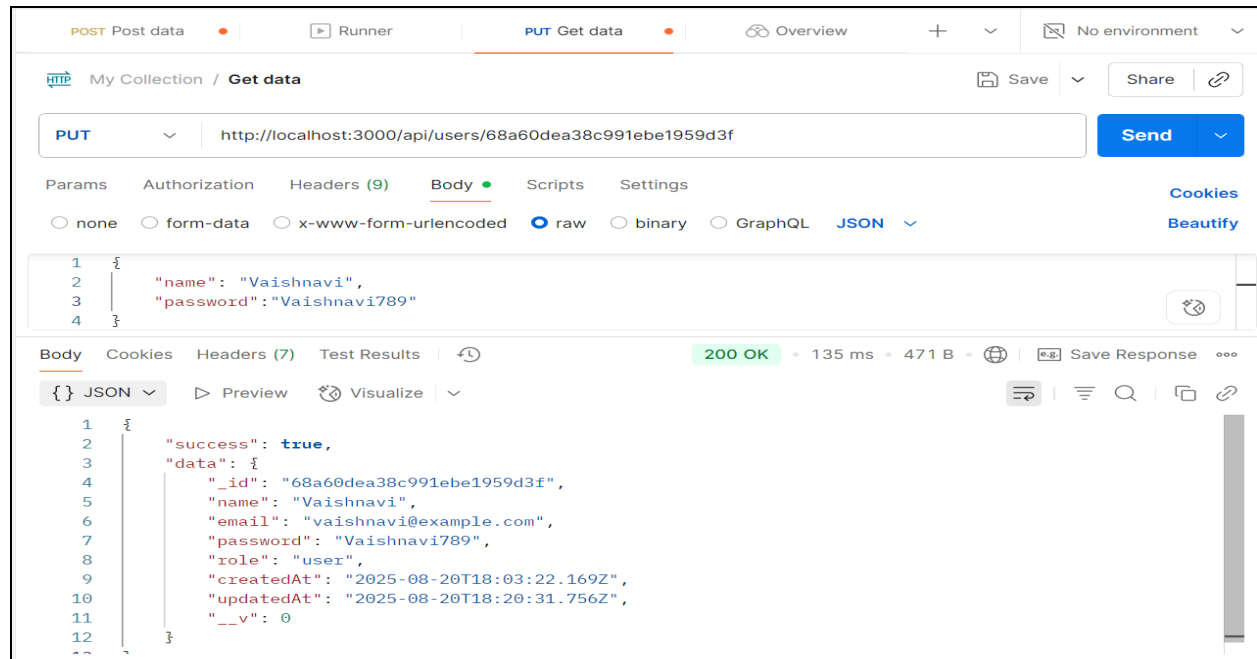 POST Post data Runner PUT Get data Overview No environment
HTTP My Collection / Get data Save Share
PUT http://localhost:3000/api/users/68a60dea38c991ebe1959d3f Send
Params Authorization Headers (9) Body Scripts Settings Cookies
none form-data x-www-form-urlencoded raw binary GraphQL JSON Beautify
1 {
2 "name": "Vaishnavi",
3 "password":"Vaishnavi789"
4 }
Body Cookies Headers (7) Test Results 200 OK 135 ms 471 B e.g. Save Response
{} JSON Preview Visualize
1 {
2 "success": true,
3 "data": {
4 "_id": "68a60dea38c991ebe1959d3f",
5 "name": "Vaishnavi",
6 "email": "vaishnavi@example.com",
7 "password": "Vaishnavi789",
8 "role": "user",
9 "createdAt": "2025-08-20T18:03:22.169Z",
10 "updatedAt": "2025-08-20T18:20:31.756Z",
11 "__v": 0
12 }